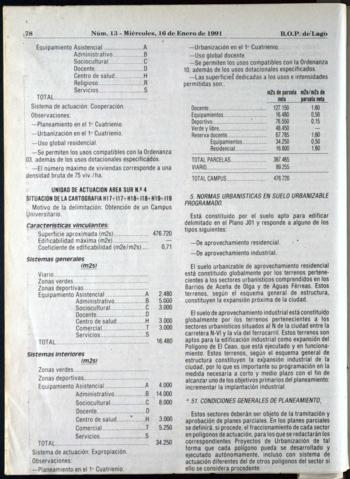 78
Núm. 13 - Miércoles, 16 de Enero de 1991
B.O.P. de Lugo
Equipamiento Asistencial A
Administrativo B
Sociocultural C
Docente D
Centro de salud H
Religioso R
Servicios S
TOTAL
Sistema de actuación: Cooperación.
Observaciones:
—Planeamiento en el 1º Cuatrienio.
—Urbanización en el 1º Cuatrienio.
—Uso global residencial.
—Se permiten los usos compatibles con la Ordenanza
03, además de los usos dotacionales especificados.
—El número máximo de viviendas corresponde a una
densidad bruta de 75 viv./ha.
UNIDAD DE ACTUACION AREA SUR N.º 4
SITUACION DE LA CARTOGRAFIA H17-I17-H18-I18-H19-I19
Motivo de la delimitación: Obtención de un Campus
Universitario.
Características vinculantes:
Superficie aproximada (m2s) 476.720
Edificabilidad máxima (m2e)
Coeficiente de edificabilidad (m2e/m2s) 0,71
Sistemas generales
(m2s)
Viario
Zonas verdes
Zonas deportivas
Equipamiento Asistencial A 2.480
Administrativo B 5.000
Sociocultural C 3.000
Docente D
Centro de salud H 3.000
Comercial T 3.000
Servicios S
TOTAL 16.480
Sistemas interiores
(m2s)
Zonas verdes
Zonas deportivas
Equipamiento Asistencial A 4.000
Administrativo B 14.000
Sociocultural C 8.000
Docente D
Centro de salud H 3.000
Comercial T 5.250
Servicios S
TOTAL 34.250
Sistema de actuación: Expropiación.
Observaciones:
—Planeamiento en el 1º Cuatrienio.
—Urbanización en el 1º Cuatrienio.
—Uso global docente.
—Se permiten los usos compatibles con la Ordenanza
10, además de los usos dotacionales especificados.
—Las superficies dedicadas a los usos e intensidades
permitidas son:
m2s de parcela neta
m2e/m2s de parcela neta
Docente 127.150 1,60
Equipamientos 16.480 0,50
Deportivo 76.550 0,15
Verde y libre 48.450 —
Reserva docente 67.785 1,60
Equipamientos 34.250 0,50
Residencial 16.800 1,60
TOTAL PARCELAS 387.465
VIARIO 89.255
TOTAL CAMPUS 476.720
5. NORMAS URBANISTICAS EN SUELO URBANIZABLE
PROGRAMADO.
Está constituido por el suelo apto para edificar
delimitado en el Plano J01 y responde a alguno de los
tipos siguientes:
—De aprovechamiento residencial.
—De aprovechamiento industrial.
El suelo urbanizable de aprovechamiento residencial
está constituido globalmente por los terrenos pertene-
cientes a los sectores urbanísticos comprendidos en los
Barrios de Aceña de Olga y de Aguas Férreas. Estos
terrenos, según el esquema general de estructura,
constituyen la expansión próxima de la ciudad.
El suelo de aprovechamiento industrial está constituido
globalmente por los terrenos pertenecientes a los
sectores urbanísticos situados al N de la ciudad entre la
carretera N-VI y la vía del ferrocarril. Estos terrenos son
aptos para la edificación industrial como expansión del
Polígono de El Ceao, que está ejecutado y en funciona-
miento. Estos terrenos, según el esquema general de
estructura constituyen la expansión industrial de la
ciudad, por lo que es importante su programación en la
medida necesaria a corto y medio plazo con el fin de
alcanzar uno de los objetivos primarios del planeamiento:
incrementar la implantación industrial.
51. CONDICIONES GENERALES DE PLANEAMIENTO.
Estos sectores deberán ser objeto de la tramitación y
aprobación de planes parciales. En los planes parciales
se definirá, si procede, el fraccionamiento de cada sector
en polígonos de actuación, para los que se redactarán los
correspondientes Proyectos de Urbanización de tal
forma que cada polígono pueda se desarrollado y
ejecutado autónomamente, incluso con sistema de
actuación diferentes del de otros polígonos del sector si
ello se considera procedente.